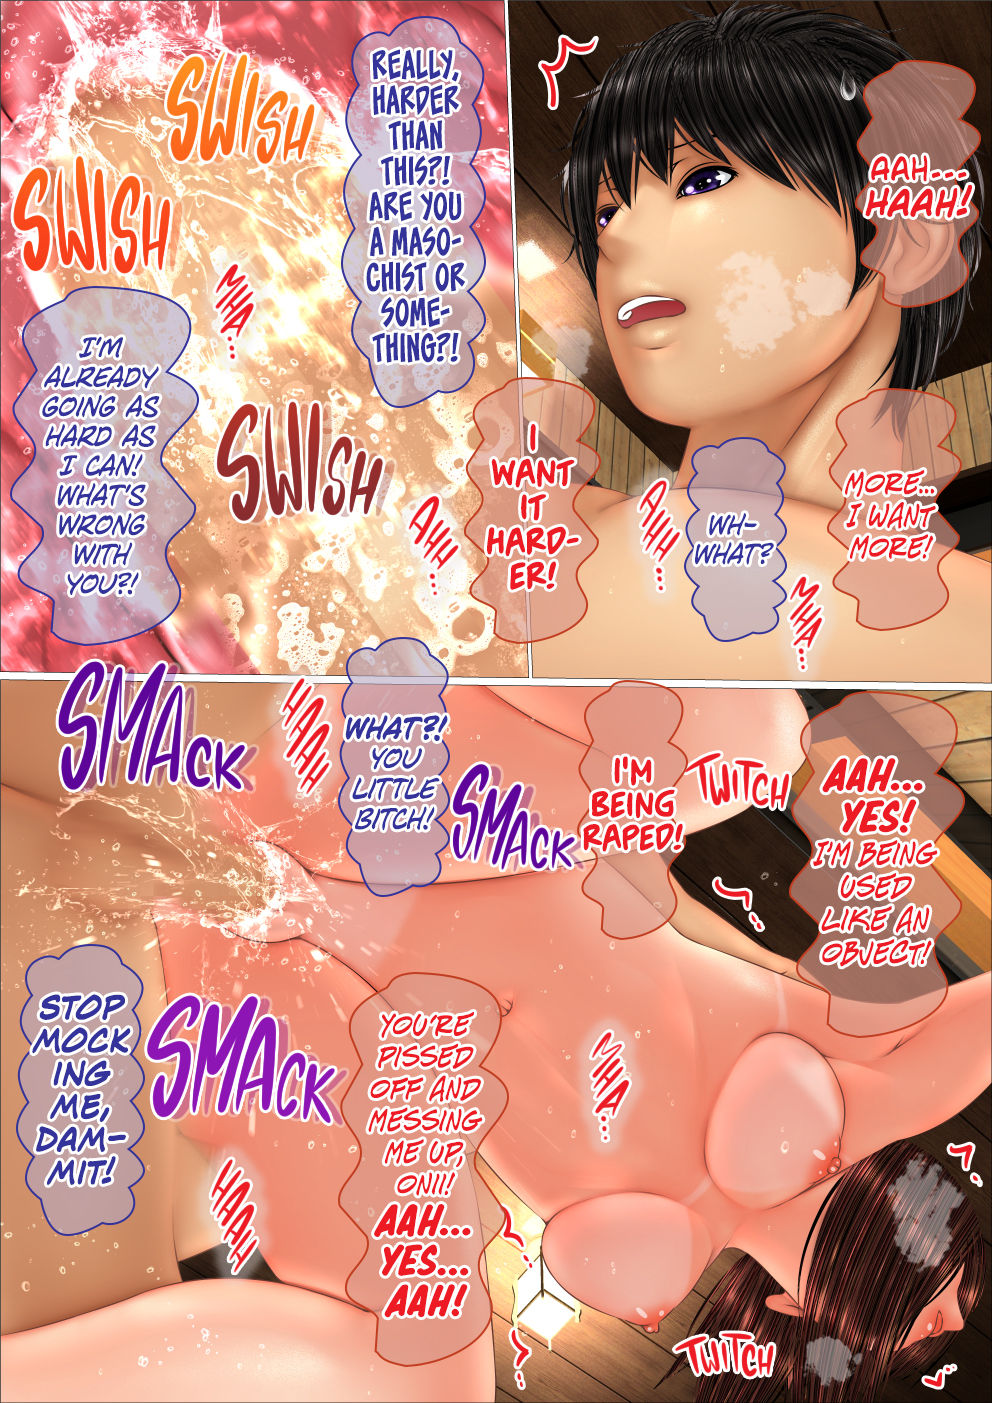 AAH...
HAAH!
MORE...
I WANT
MORE!
WH-
WHAT?
I
WANT
IT
HARD-
ER!
AHH...
MHA...
REALLY,
HARDER
THAN
THIS?!
ARE YOU
A MASO-
CHIST OR
SOME-
THING?!
I'M
ALREADY
GOING AS
HARD AS
I CAN!
WHAT'S
WRONG
WITH
YOU?!
SWISH
SWISH
MHA...
SWISH
AHH...
AAH...
YES!
I'M BEING
USED
LIKE AN
OBJECT!
TWITCH
I'M
BEING
RAPED!
WHAT?!
YOU
LITTLE
BITCH!
SMACK
HAAHH
SMACK
YOU'RE
PISSED
OFF AND
MESSING
ME UP,
ONII!
AAH...
YES...
AAH!
MHA...
STOP
MOCK
ING
ME,
DAM-
MIT!
SMACK
HAAHH
TWITCH